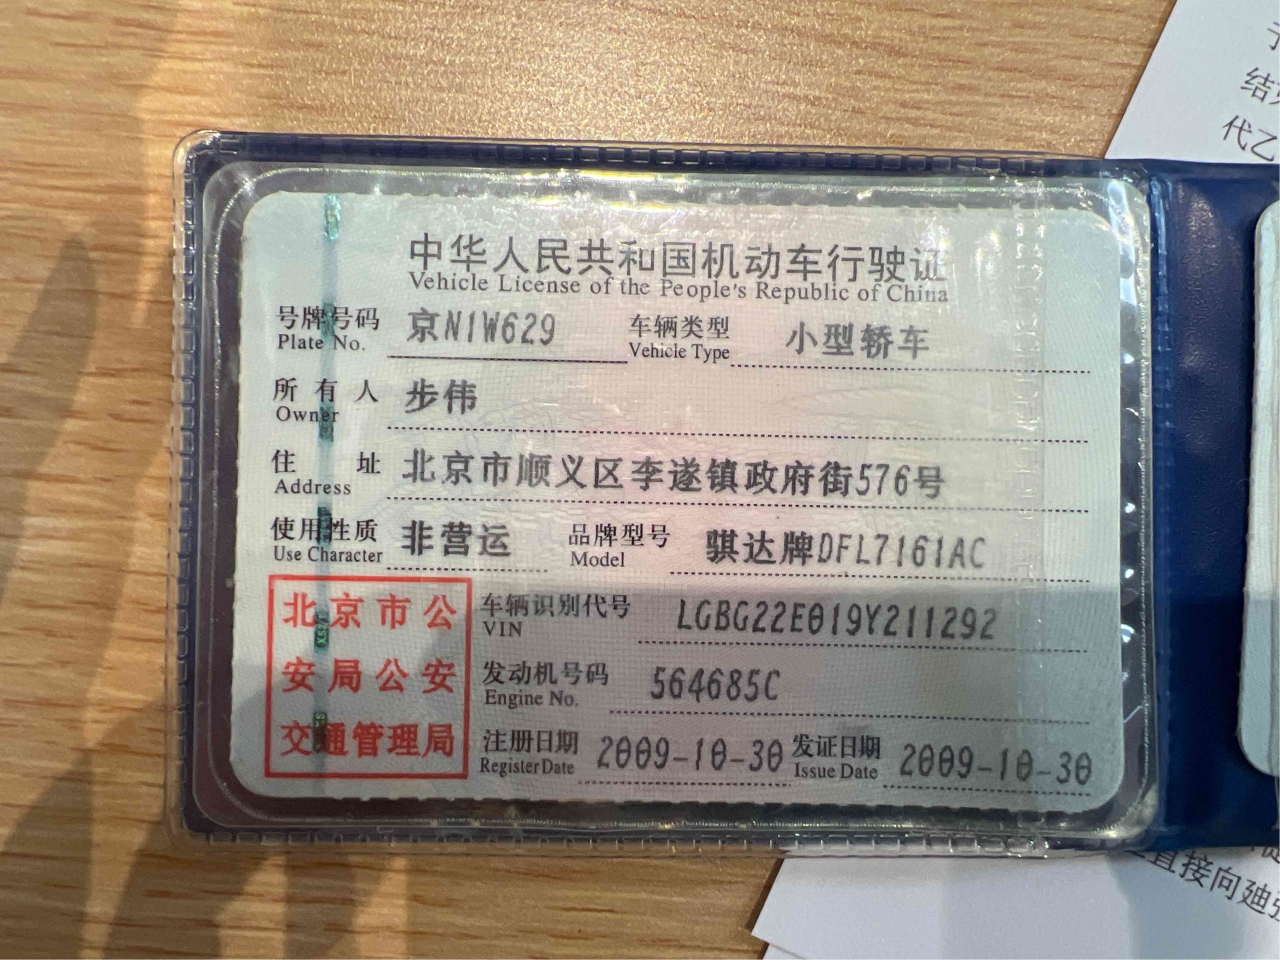 中华人民共和国机动车行驶证
Vehicle License of the People's Republic of China
号牌号码 京N1W629 车辆类型 小型轿车
Plate No. Vehicle Type
所有人 步伟
Owner
住址 北京市顺义区李遂镇政府街576号
Address
使用性质 非营运 品牌型号 骐达牌DFL7161AC
Use Character Model
北京市公
安局公安
交通管理局
车辆识别代号 LGBG22E019Y211292
VIN
发动机号码 564685C
Engine No.
注册日期 2009-10-30 发证日期 2009-10-30
Register Date Issue Date
结
代乙
直接向迪